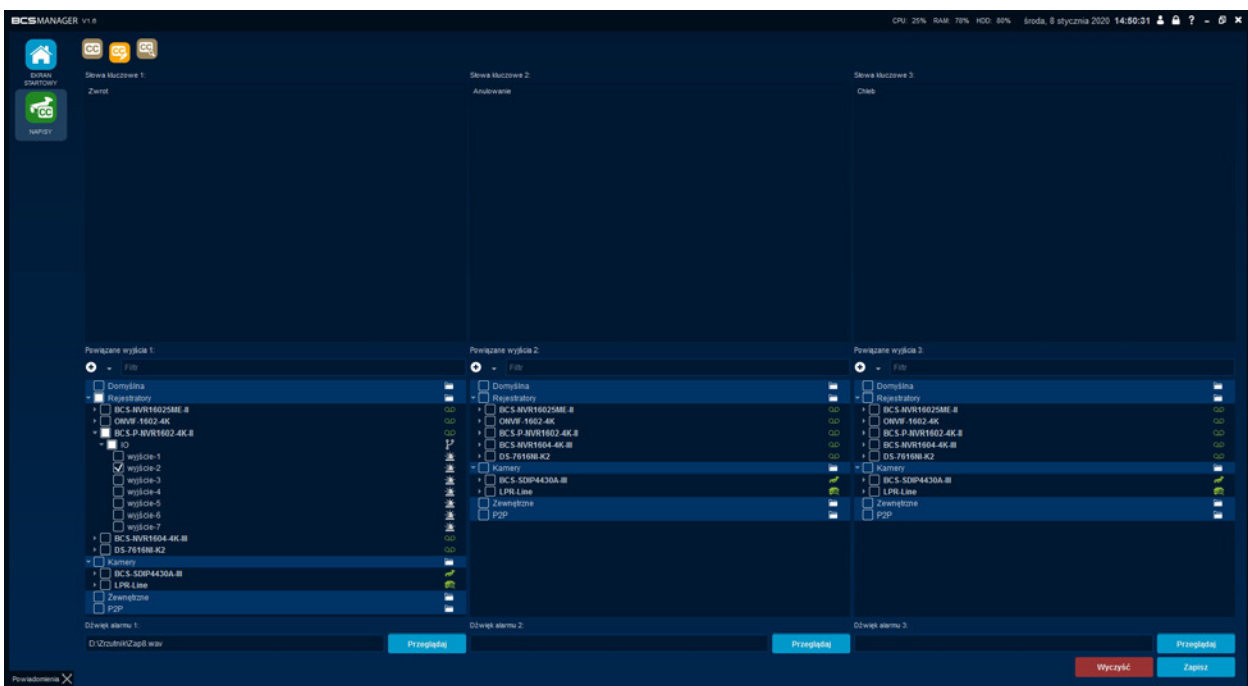 BCSMANAGER V1.0
CPU: 25% RAM: 78% HDD: 80% środa, 8 stycznia 2020 14:50:31
EKRAN STARTOWY
NAPISY
Słowa kluczowe 1: Słowa kluczowe 2: Słowa kluczowe 3:
Zwrot Anulowanie Chleb
Powiązane wyjścia 1: Powiązane wyjścia 2: Powiązane wyjścia 3:
Filtr Filtr Filtr
Domyślna Domyślna Domyślna
Rejestratory Rejestratory Rejestratory
BCS-NVR16025ME-II BCS-NVR16025ME-II BCS-NVR16025ME-II
ONVIF-1602-4K ONVIF-1602-4K ONVIF-1602-4K
BCS-P-NVR1602-4K-II BCS-P-NVR1602-4K-II BCS-P-NVR1602-4K-II
IO BCS-NVR1604-4K-III BCS-NVR1604-4K-III
wyjście-1 DS-7616NI-K2 DS-7616NI-K2
wyjście-2 Kamery Kamery
wyjście-3 BCS-SDIP4430A-III BCS-SDIP4430A-III
wyjście-4 LPR-Line LPR-Line
wyjście-5 Zewnętrzne Zewnętrzne
wyjście-6 P2P P2P
wyjście-7
BCS-NVR1604-4K-III
DS-7616NI-K2
Kamery
BCS-SDIP4430A-III
LPR-Line
Zewnętrzne
P2P
Dźwięk alarmu 1: Dźwięk alarmu 2: Dźwięk alarmu 3:
D:\Zrzutnik\Zap8.wav Przeglądaj Przeglądaj Przeglądaj
Wyczyść Zapisz
Powiadomienia